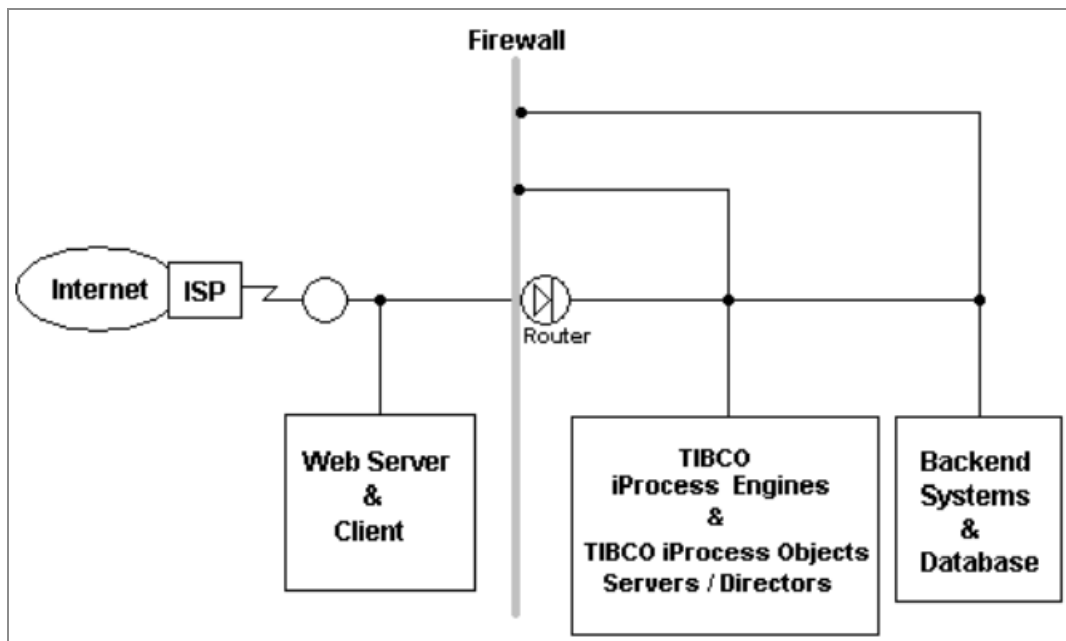 Firewall
Internet
ISP
Router
Web Server
&
Client
TIBCO
iProcess Engines
&
TIBCO iProcess Objects
Servers / Directors
Backend
Systems
&
Database